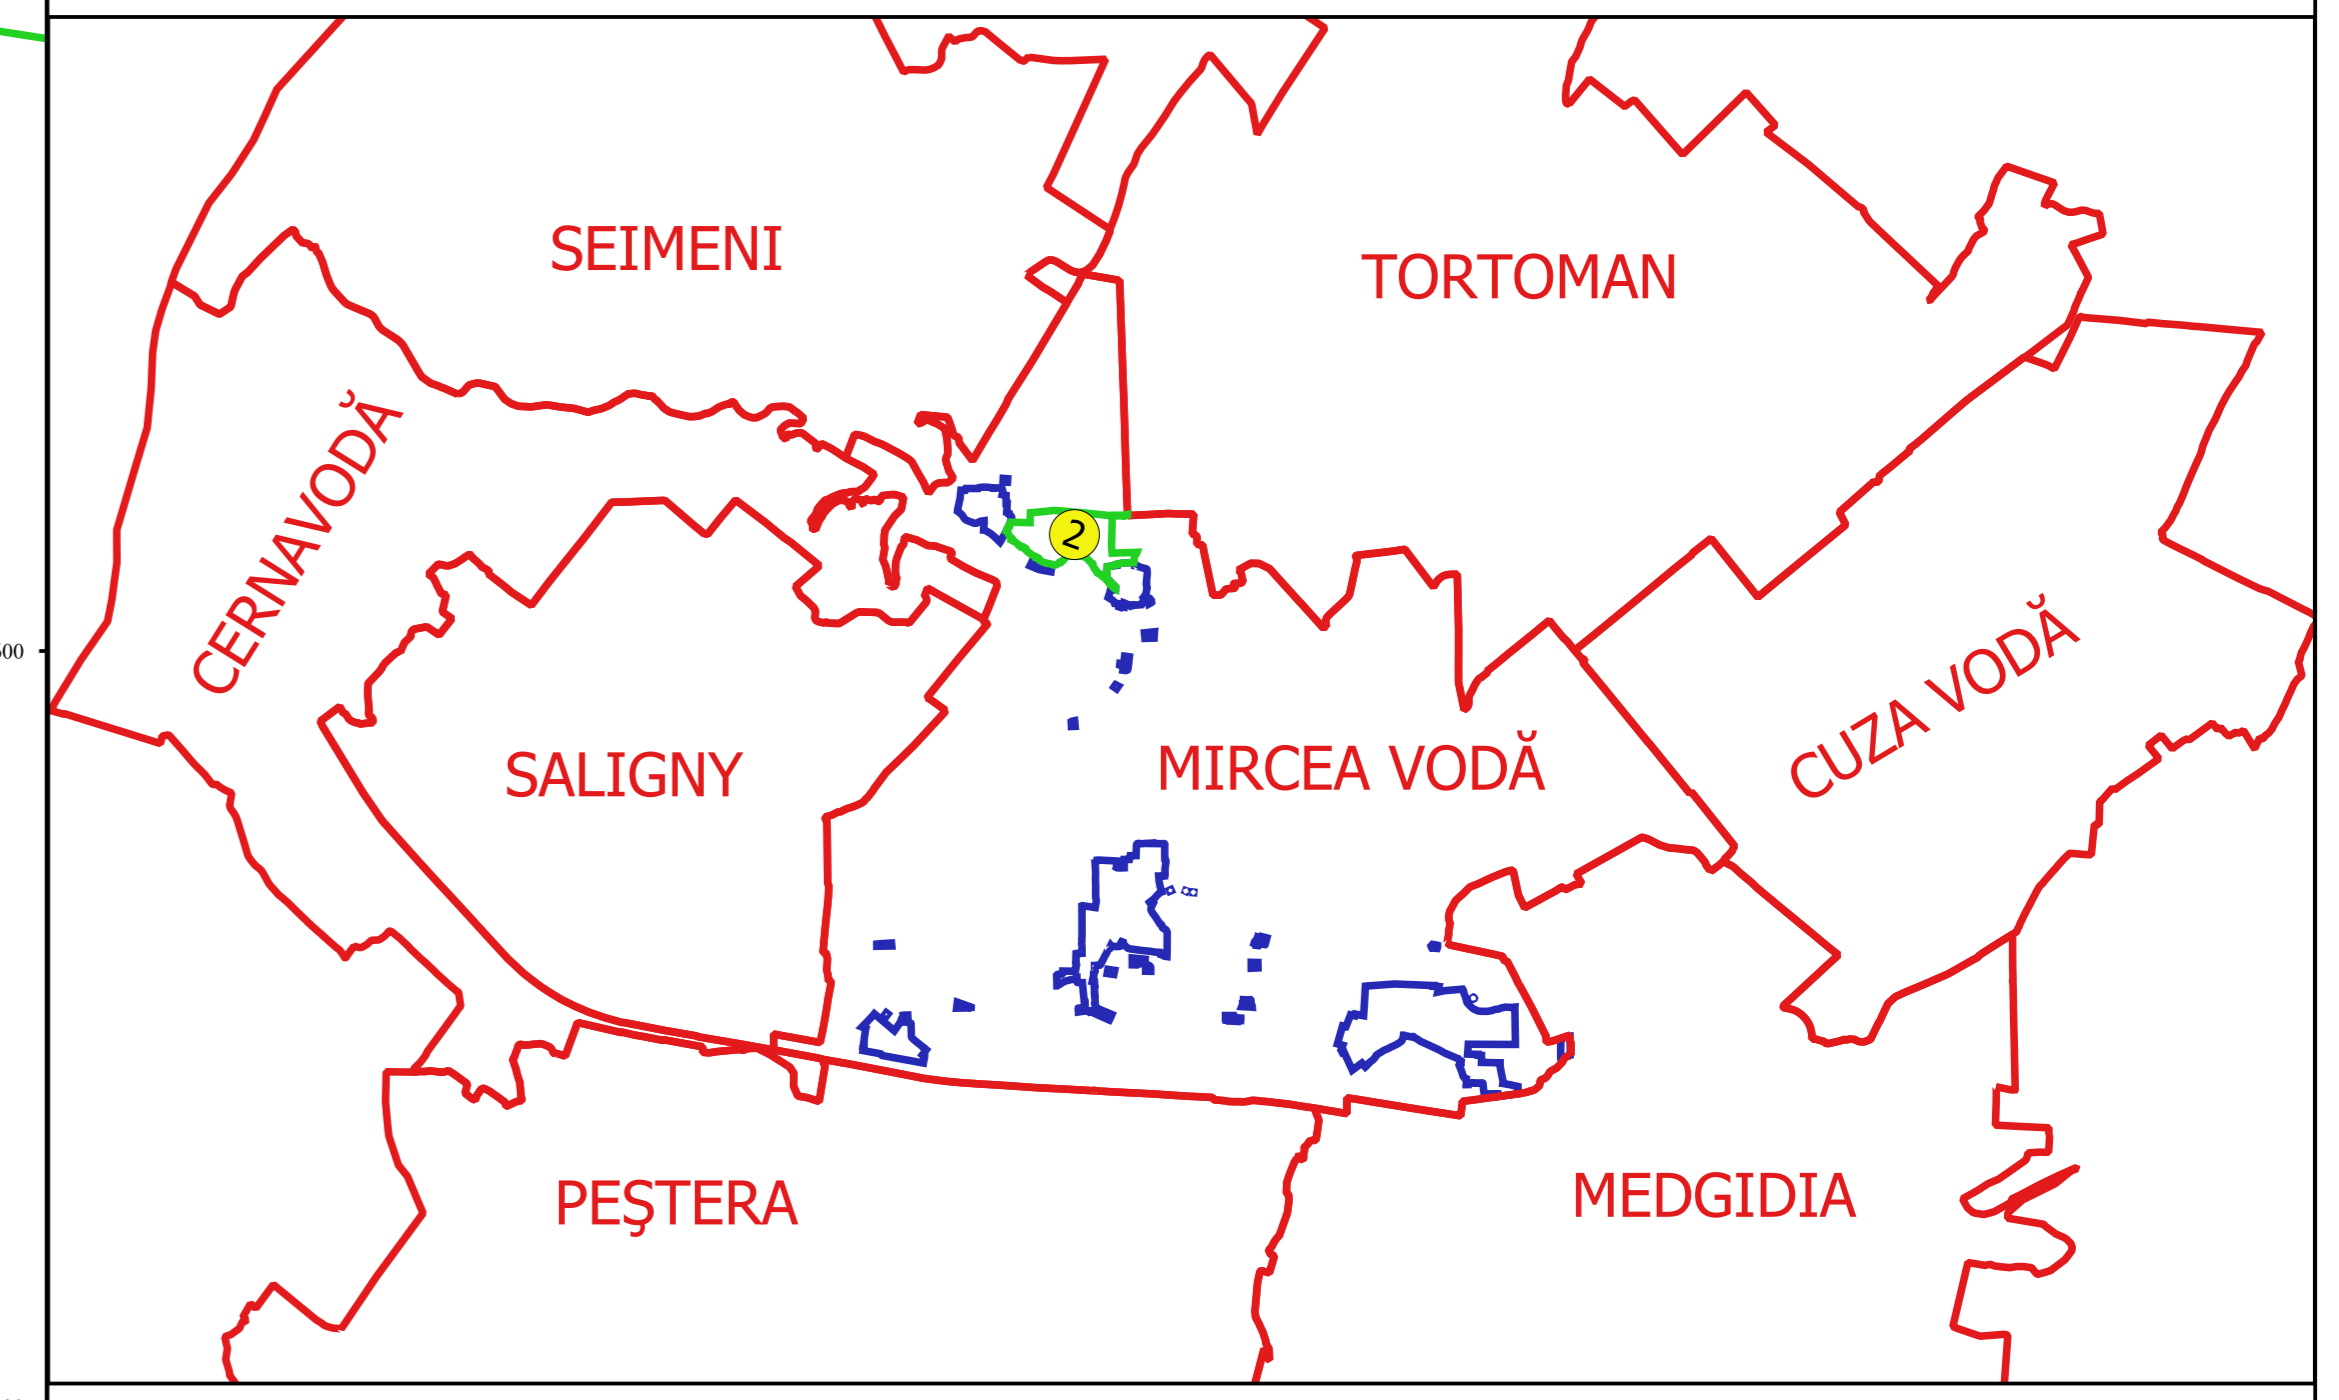 SEIMENI
TORTOMAN
CERNAVODĂ
2
CUZA VODĂ
SALIGNY
MIRCEA VODĂ
PEŞTERA
MEDGIDIA